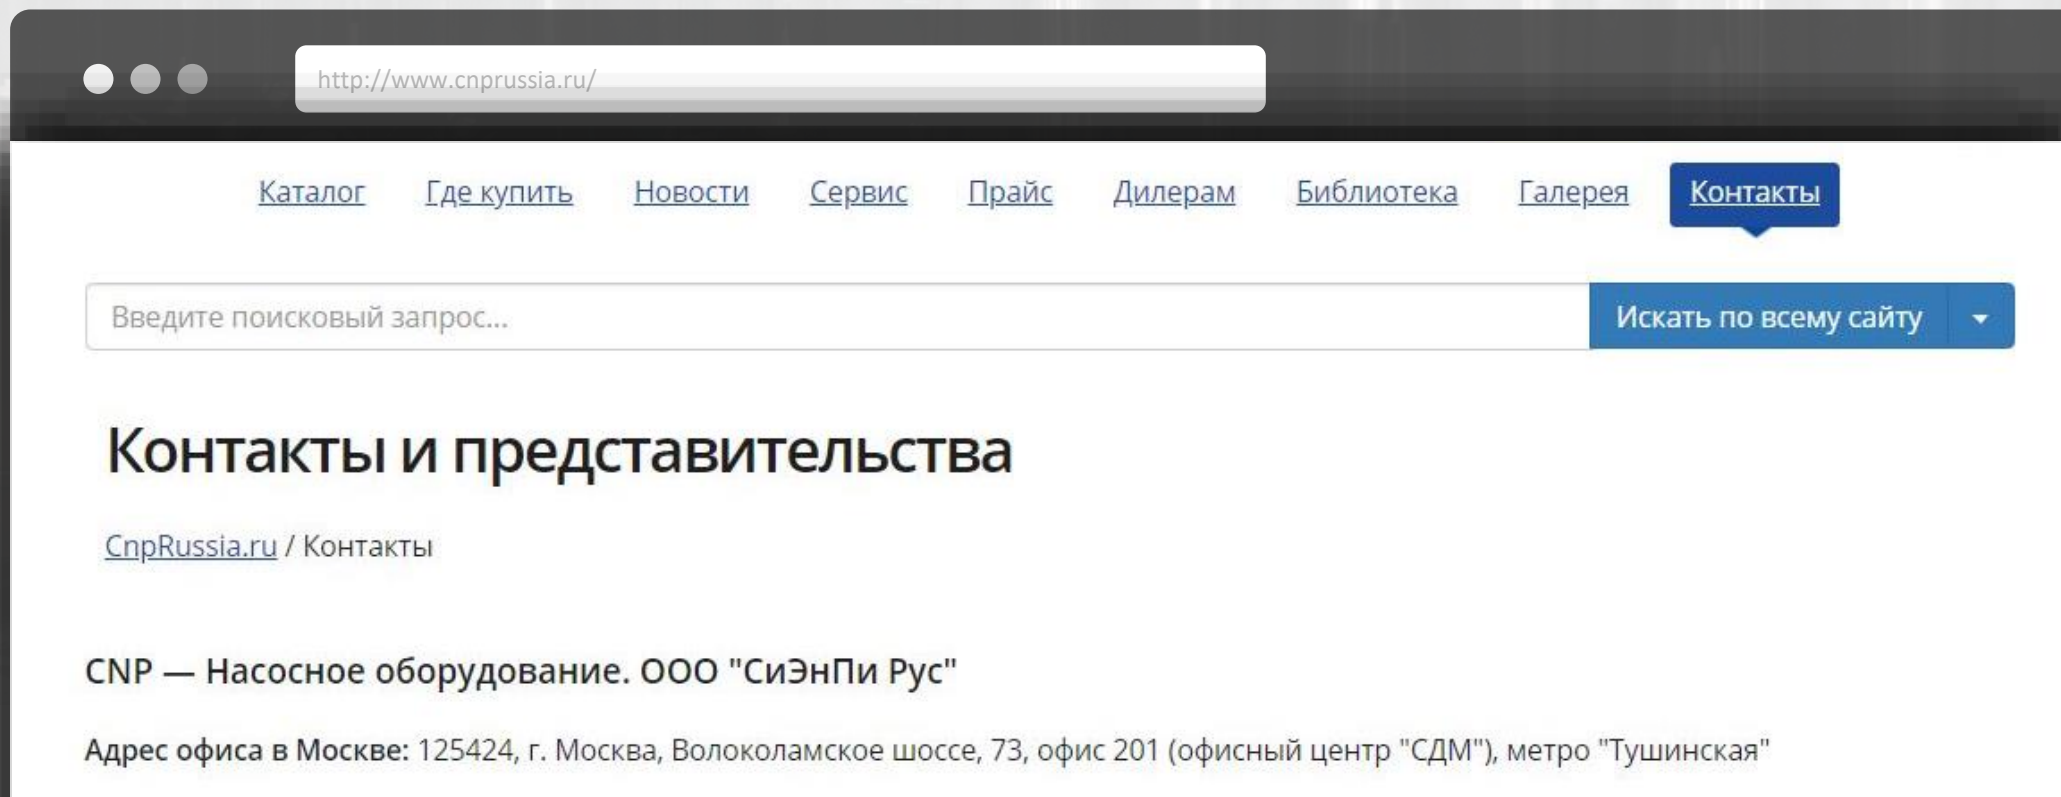 http://www.cnprussia.ru/
Каталог Где купить Новости Сервис Прайс Дилерам Библиотека Галерея Контакты
Введите поисковый запрос... Искать по всему сайту
Контакты и представительства
CnpRussia.ru / Контакты
CNP — Насосное оборудование. ООО "СиЭнПи Рус"
Адрес офиса в Москве: 125424, г. Москва, Волоколамское шоссе, 73, офис 201 (офисный центр "СДМ"), метро "Тушинская"